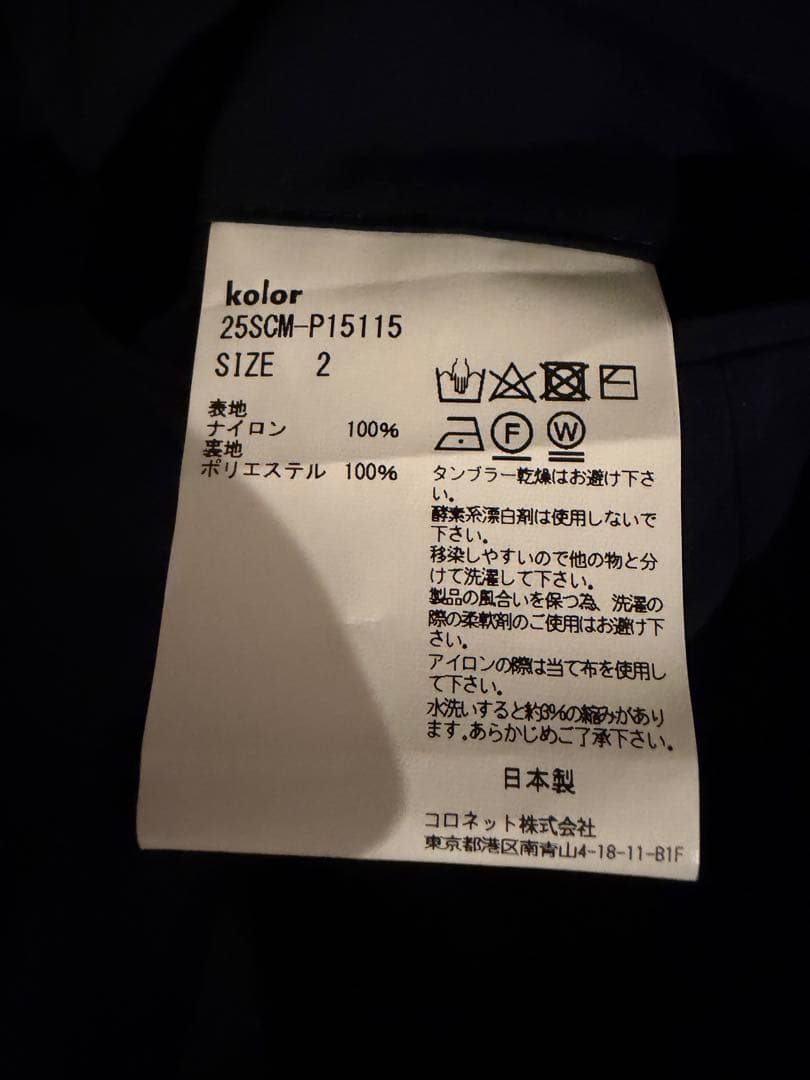 kolor
25SCM-P15115
SIZE 2
表地
ナイロン 100%
裏地
ポリエステル 100%
F
W
タンブラー乾燥はお避け下さ
い。
酵素系漂白剤は使用しないで
下さい。
移染しやすいので他の物と分
けて洗濯して下さい。
製品の風合いを保つ為、洗濯の
際の柔軟剤のご使用はお避け下
さい。
アイロンの際は当て布を使用し
て下さい。
水洗いすると約3%の縮みがあり
ます。あらかじめご了承下さい。
日本製
コロネット株式会社
東京都港区南青山4-18-11-B1F